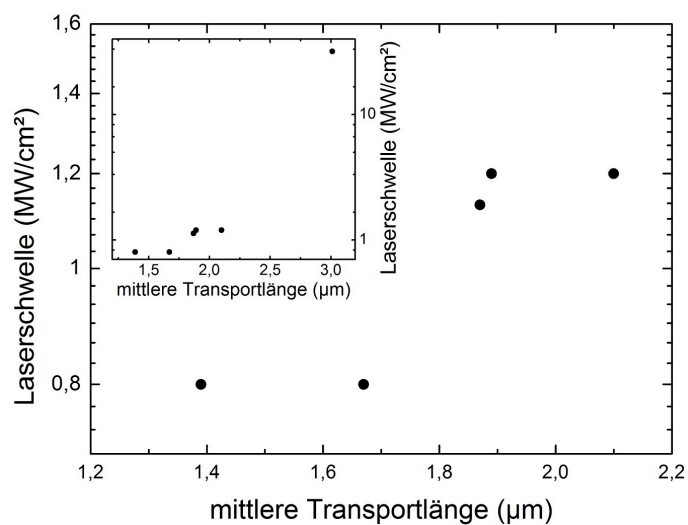 1,6
1,4
1,2
1
0,8
Laserschwelle (MW/cm²)
10
1
Laserschwelle (MW/cm²)
1,5 2,0 2,5 3,0
mittlere Transportlänge (µm)
1,2 1,4 1,6 1,8 2,0 2,2
mittlere Transportlänge (µm)